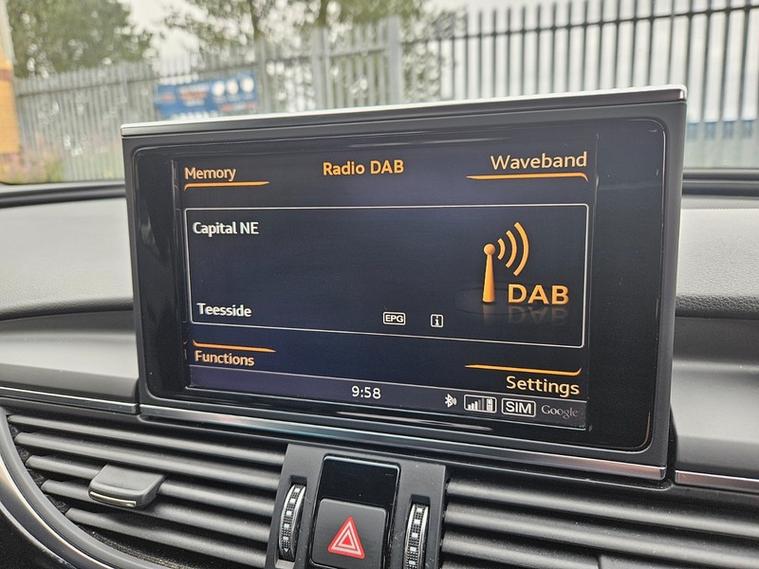 Memory
Radio DAB
Waveband
Capital NE
DAB
Teesside
EPG
i
Functions
Settings
9:58
SIM
Google